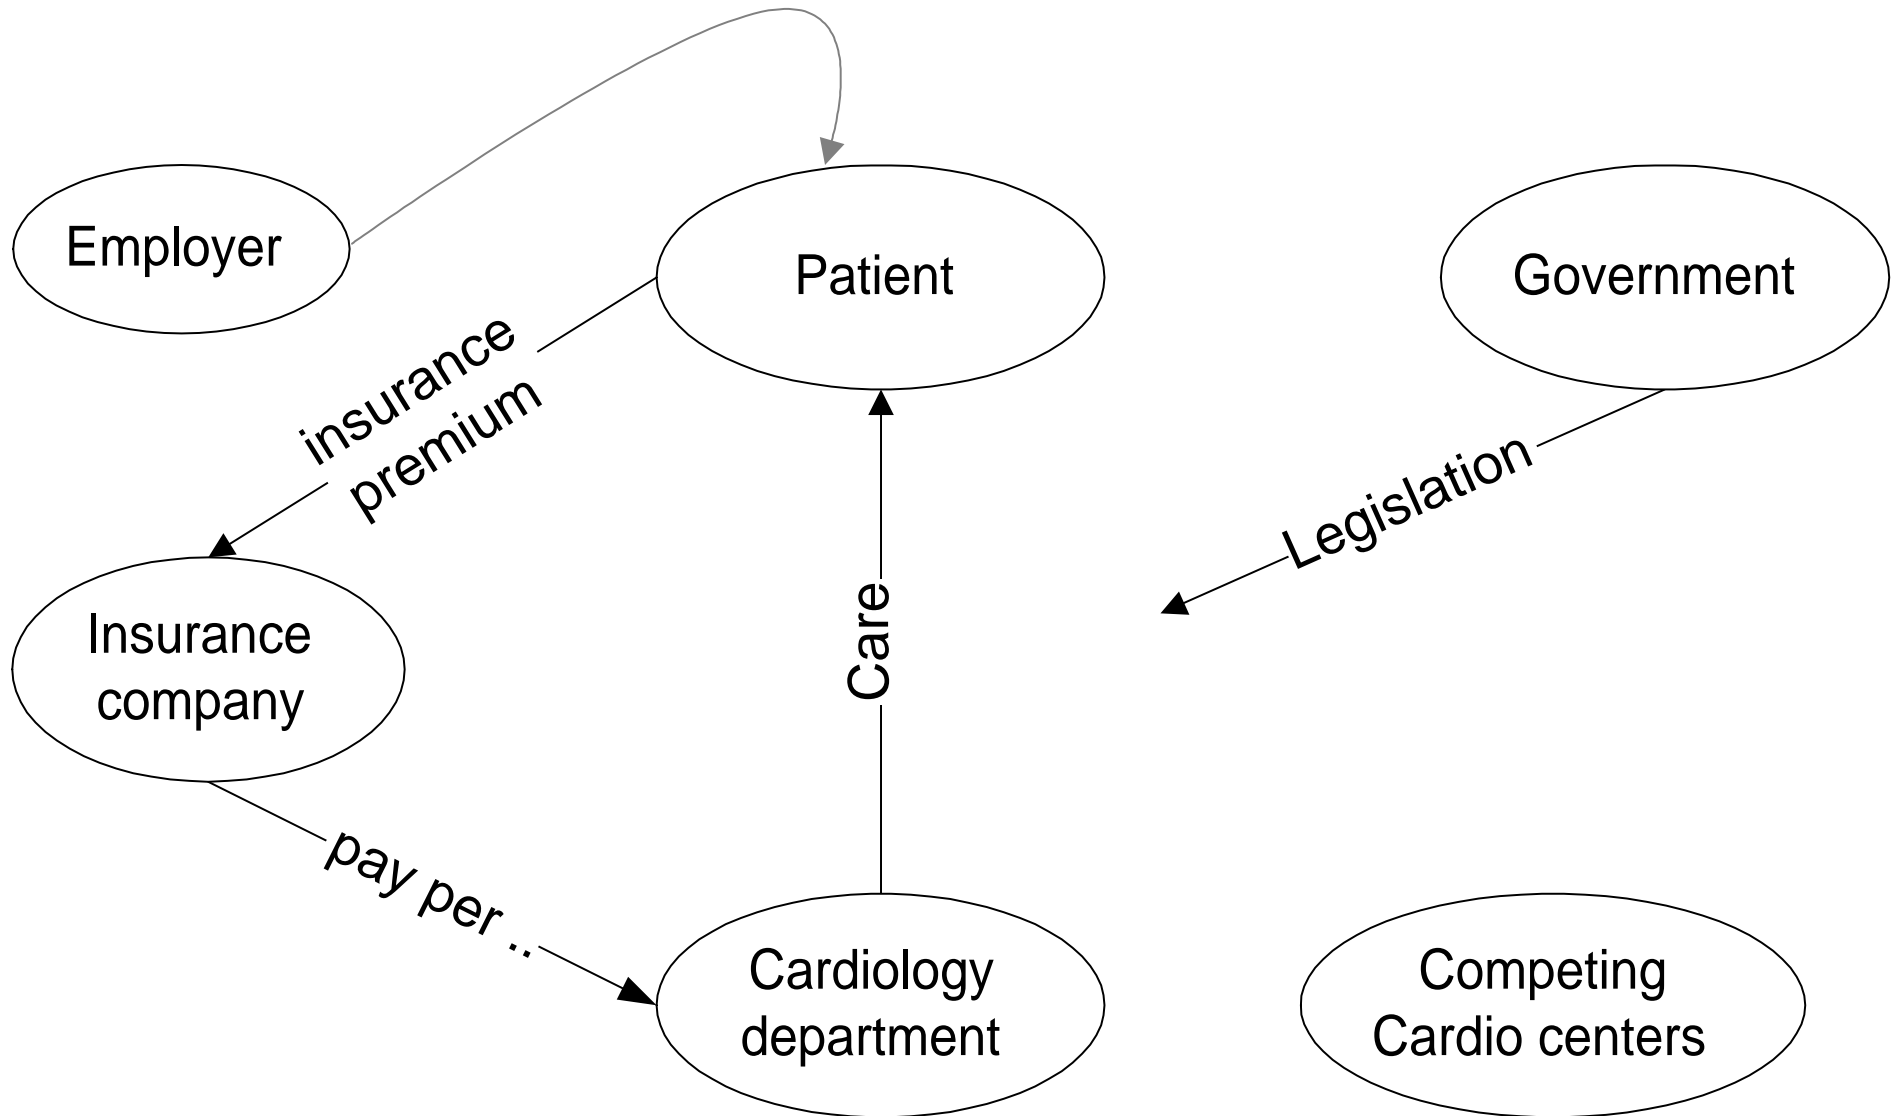 Employer
Patient
Government
insurance
premium
Legislation
Insurance
company
Care
pay per ..
Cardiology
department
Competing
Cardio centers